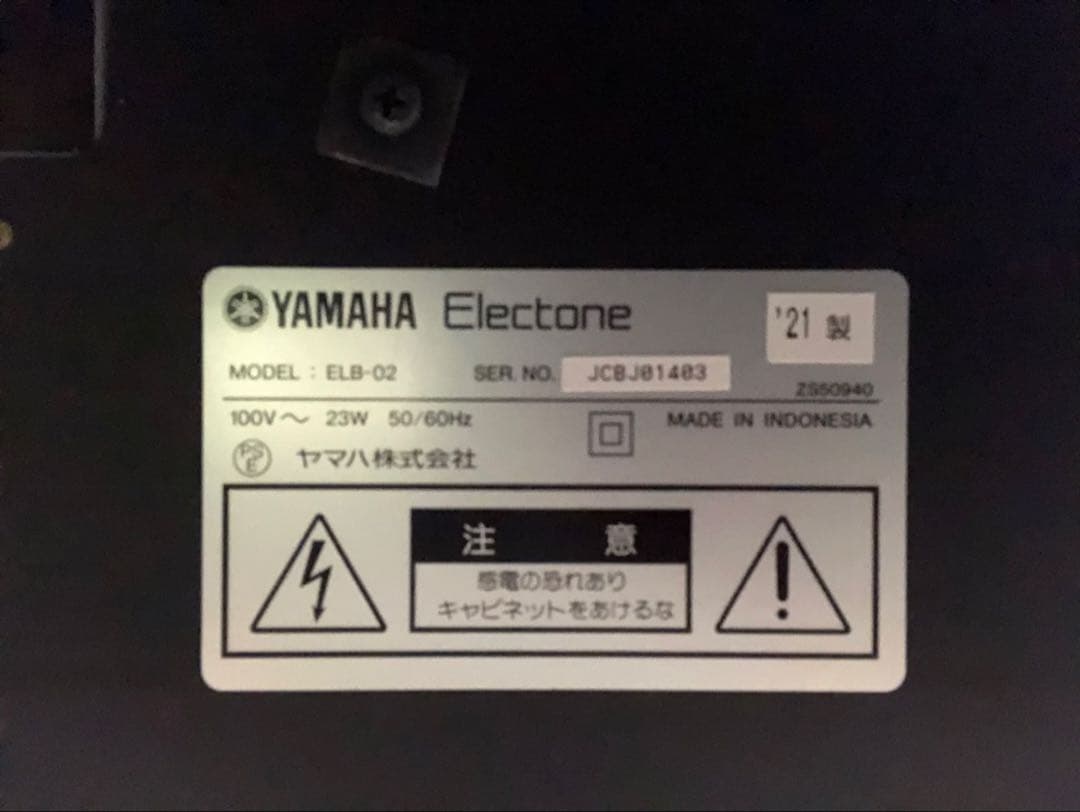 YAMAHA Electone
'21 製
MODEL : ELB-02 SER. NO. JCBJ01403
ZS50940
100V～ 23W 50/60Hz MADE IN INDONESIA
PSE ヤマハ株式会社
注意
感電の恐れあり
キャビネットをあけるな